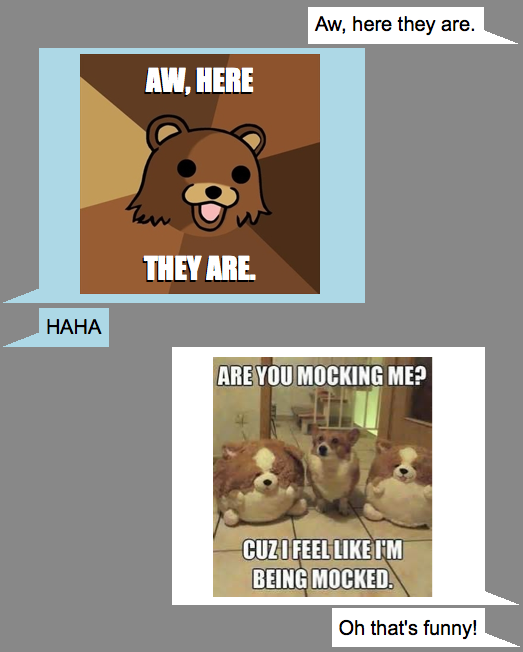 Aw, here they are.
AW, HERE
THEY ARE.
HAHA
ARE YOU MOCKING ME?
CUZ I FEEL LIKE I'M
BEING MOCKED.
Oh that's funny!